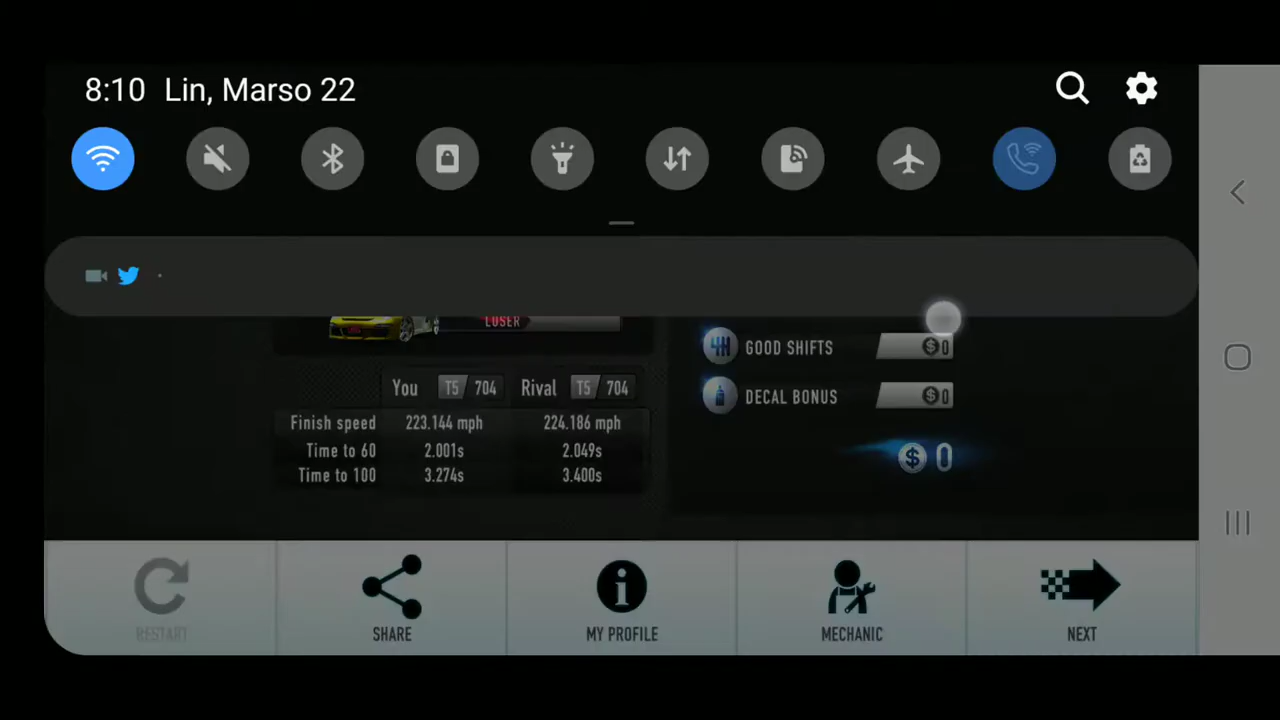 8:10 Lin, Marso 22
LUSER
GOOD SHIFTS $0
DECAL BONUS $0
$ 0
You T5 704 Rival T5 704
Finish speed 223.144 mph 224.186 mph
Time to 60 2.001s 2.049s
Time to 100 3.274s 3.400s
RESTART
SHARE
MY PROFILE
MECHANIC
NEXT